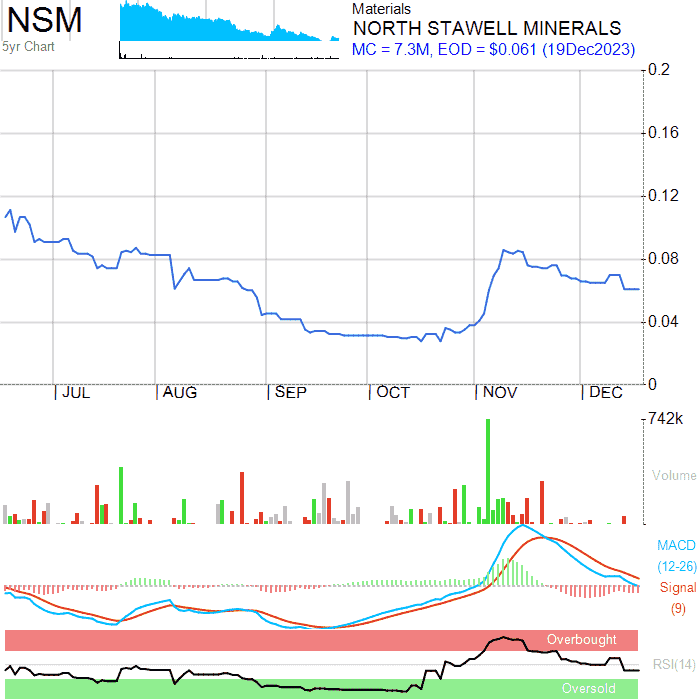 NSM
5yr Chart
Materials
NORTH STAWELL MINERALS
MC = 7.3M, EOD = $0.061 (19Dec2023)
0.2
0.16
0.12
0.08
0.04
0
JUL
AUG
SEP
OCT
NOV
DEC
742k
Volume
MACD
(12-26)
Signal
(9)
Overbought
RSI(14)
Oversold